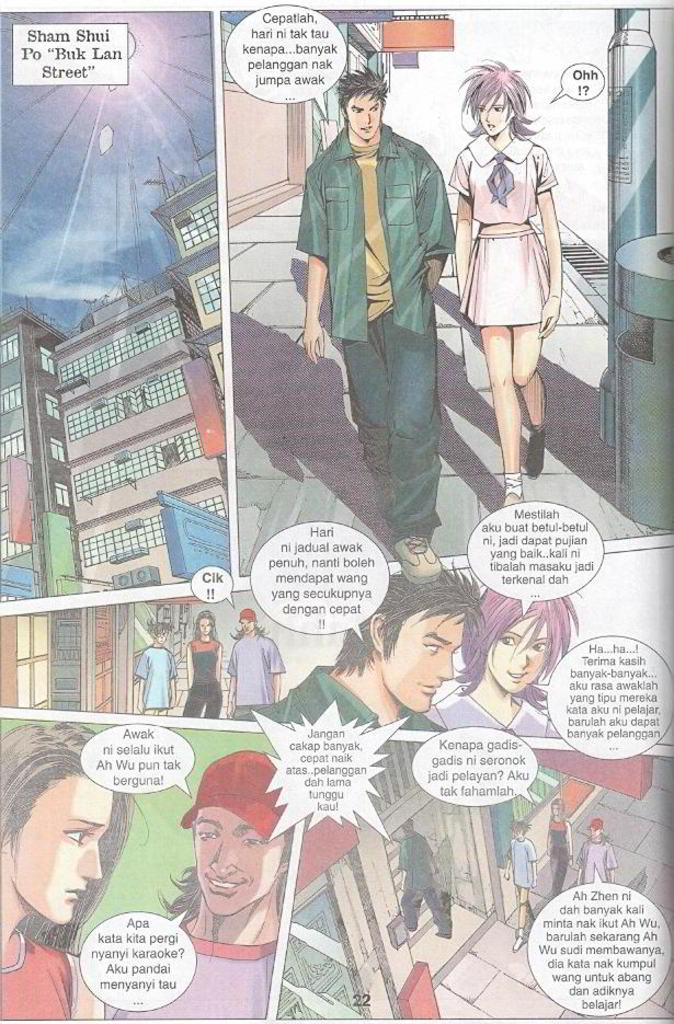 Sham Shui
Po "Buk Lan
Street"
Cepatlah,
hari ni tak tau
kenapa...banyak
pelanggan nak
jumpa awak
...
Ohh
!?
Hari
ni jadual awak
penuh, nanti boleh
mendapat wang
yang secukupnya
dengan cepat
!!
Mestilah
aku buat betul-betul
ni, jadi dapat pujian
yang baik..kali ni
tibalah masaku jadi
terkenal dah
...
Ha...ha...!
Terima kasih
banyak-banyak...
aku rasa awaklah
yang tipu mereka
kata aku ni pelajar,
barulah aku dapat
banyak pelanggan
...
Cik
!!
Awak
ni selalu ikut
Ah Wu pun tak
berguna!
Apa
kata kita pergi
nyanyi karaoke?
Aku pandai
menyanyi tau
...
Jangan
cakap banyak,
cepat naik
atas..pelanggan
dah lama
tunggu
kau!
Kenapa gadis-
gadis ni seronok
jadi pelayan? Aku
tak fahamlah.
Ah Zhen ni
dah banyak kali
minta nak ikut Ah Wu,
barulah sekarang Ah
Wu sudi membawanya,
dia kata nak kumpul
wang untuk abang
dan adiknya
belajar!
22